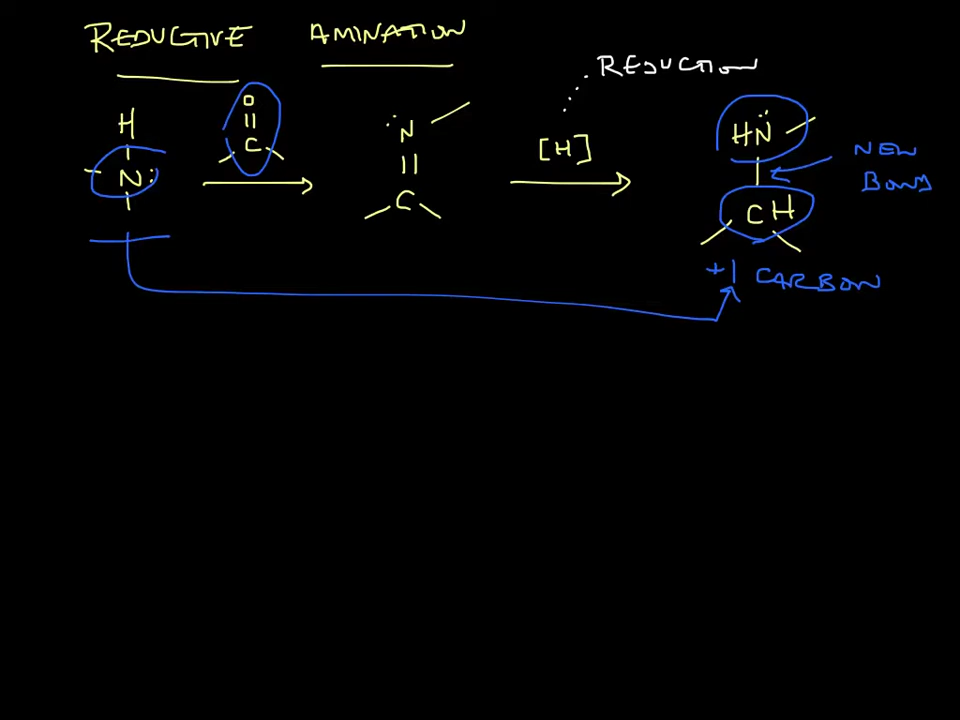 REDUCTIVE AMINATION
REDUCTION
H
N:
O
C
N
C
[H]
HN
CH
NEW
BOND
+1 CARBON